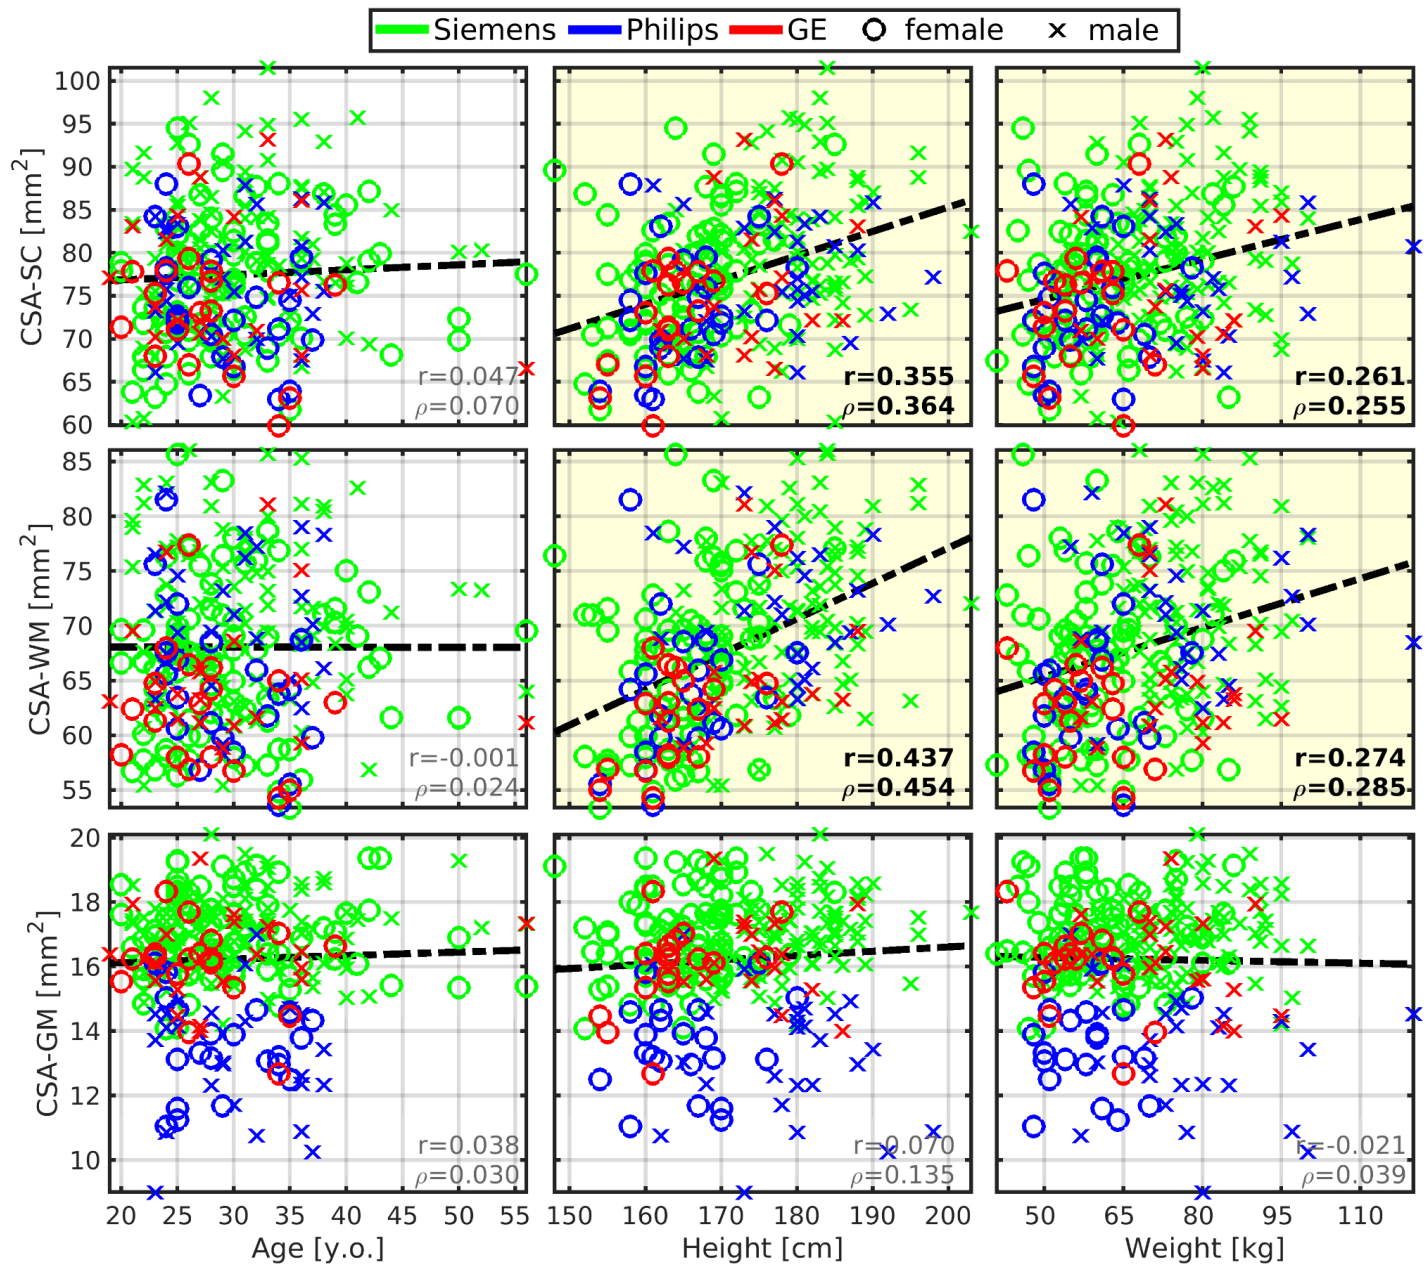 Siemens Philips GE female male
CSA-SC [mm²]
100
95
90
85
80
75
70
65
60
r=0.047
ρ=0.070
r=0.355
ρ=0.364
r=0.261
ρ=0.255
CSA-WM [mm²]
85
80
75
70
65
60
55
r=-0.001
ρ=0.024
r=0.437
ρ=0.454
r=0.274
ρ=0.285
CSA-GM [mm²]
20
18
16
14
12
10
r=0.038
ρ=0.030
r=0.070
ρ=0.135
r=-0.021
ρ=0.039
20 25 30 35 40 45 50 55
150 160 170 180 190 200
50 65 80 95 110
Age [y.o.]
Height [cm]
Weight [kg]